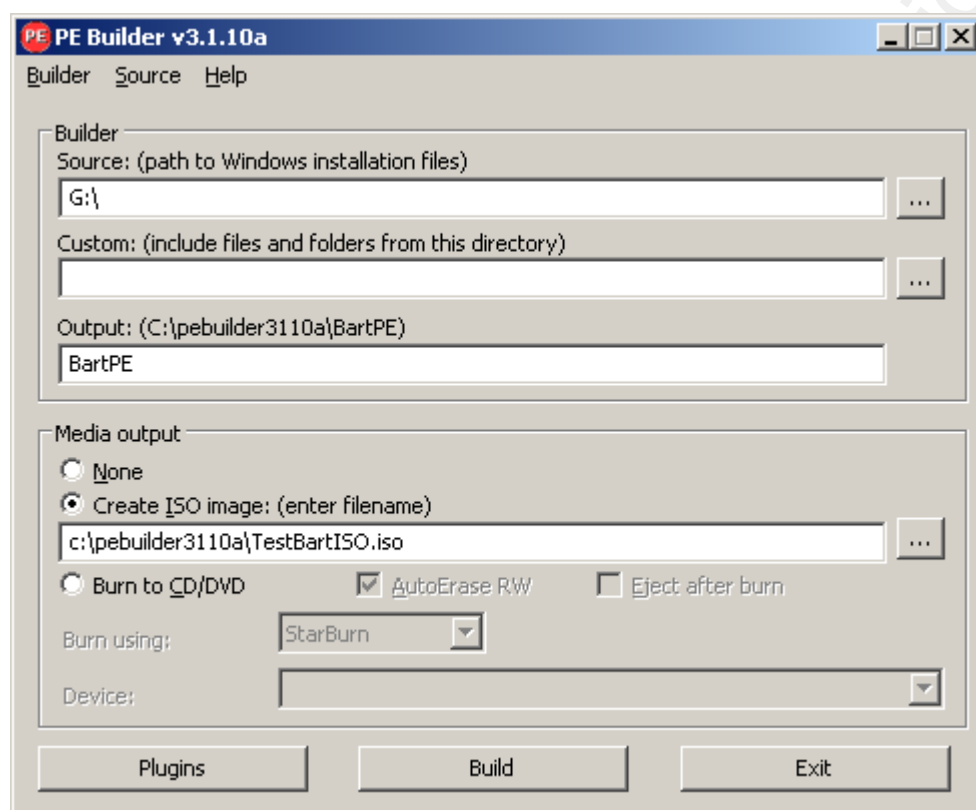 PE PE Builder v3.1.10a
Builder Source Help
Builder
Source: (path to Windows installation files)
G:\
...
Custom: (include files and folders from this directory)
...
Output: (C:\pebuilder3110a\BartPE)
BartPE
Media output
None
Create ISO image: (enter filename)
c:\pebuilder3110a\TestBartISO.iso
...
Burn to CD/DVD AutoErase RW Eject after burn
Burn using: StarBurn
Device:
Plugins Build Exit